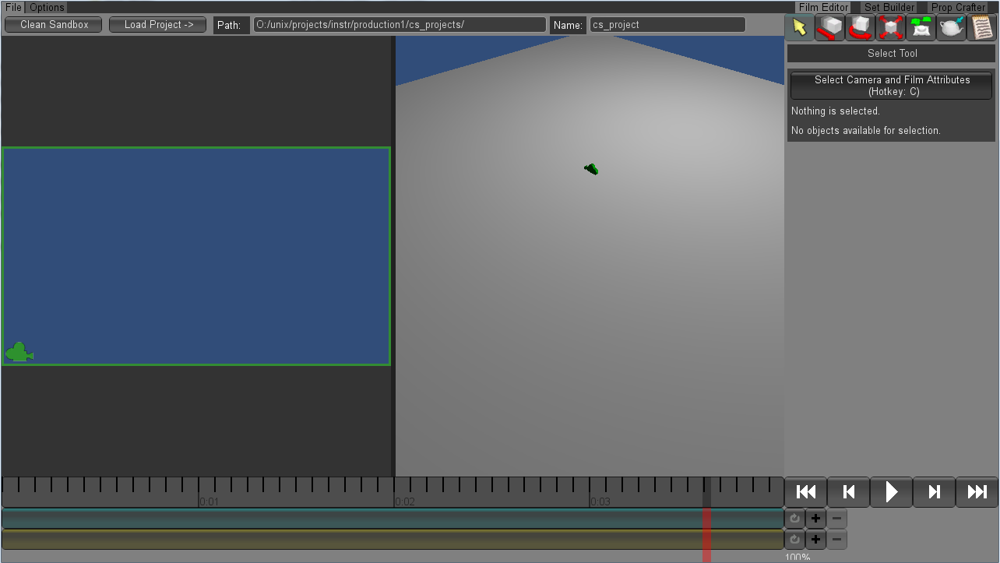 File Options Film Editor Set Builder Prop Crafter
Clean Sandbox Load Project -> Path: O:/unix/projects/instr/production1/cs_projects/ Name: cs_project
Select Tool
Select Camera and Film Attributes
(Hotkey: C)
Nothing is selected.
No objects available for selection.
0:01 0:02 0:03
100%